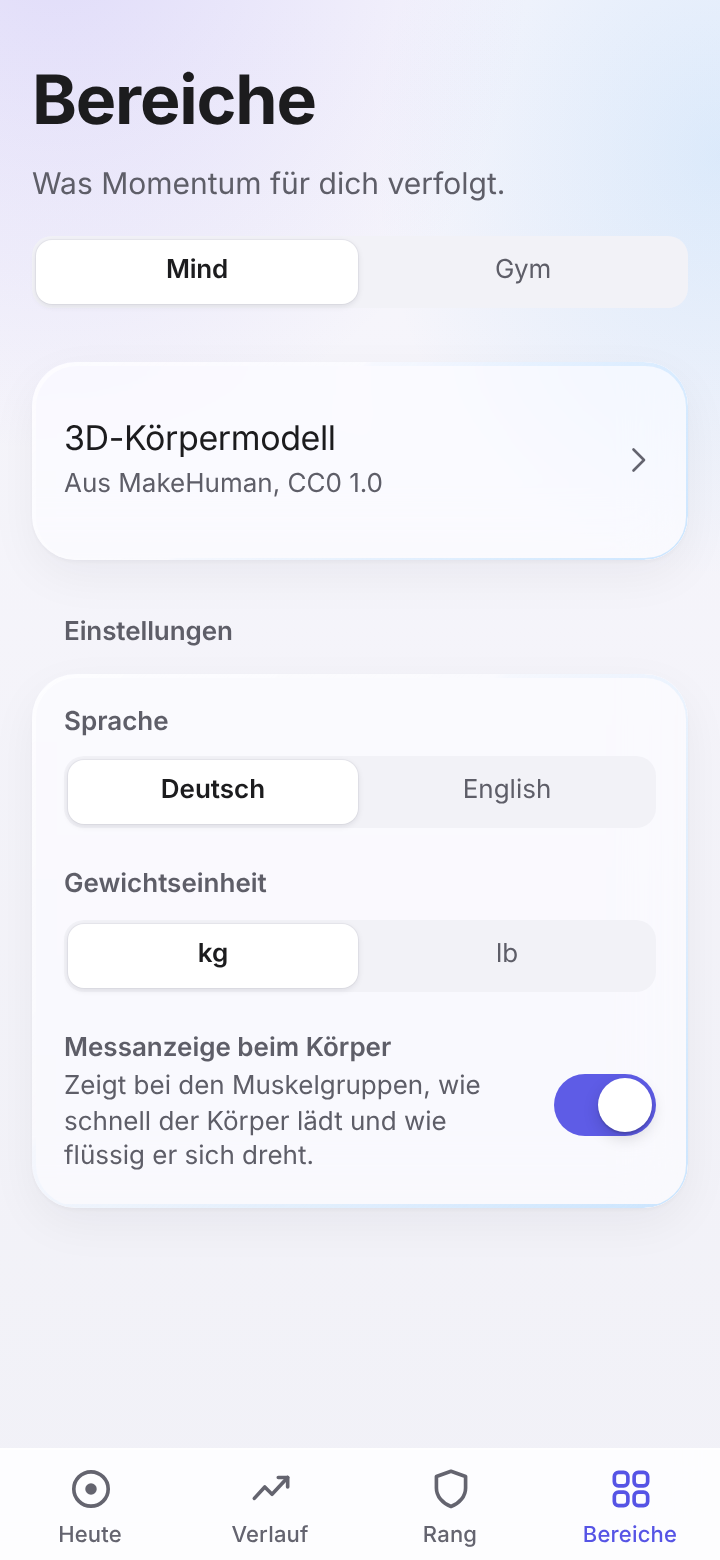 Bereiche
Was Momentum für dich verfolgt.
Mind
Gym
3D-Körpermodell
Aus MakeHuman, CC0 1.0
Einstellungen
Sprache
Deutsch
English
Gewichtseinheit
kg
lb
Messanzeige beim Körper
Zeigt bei den Muskelgruppen, wie
schnell der Körper lädt und wie
flüssig er sich dreht.
Heute
Verlauf
Rang
Bereiche